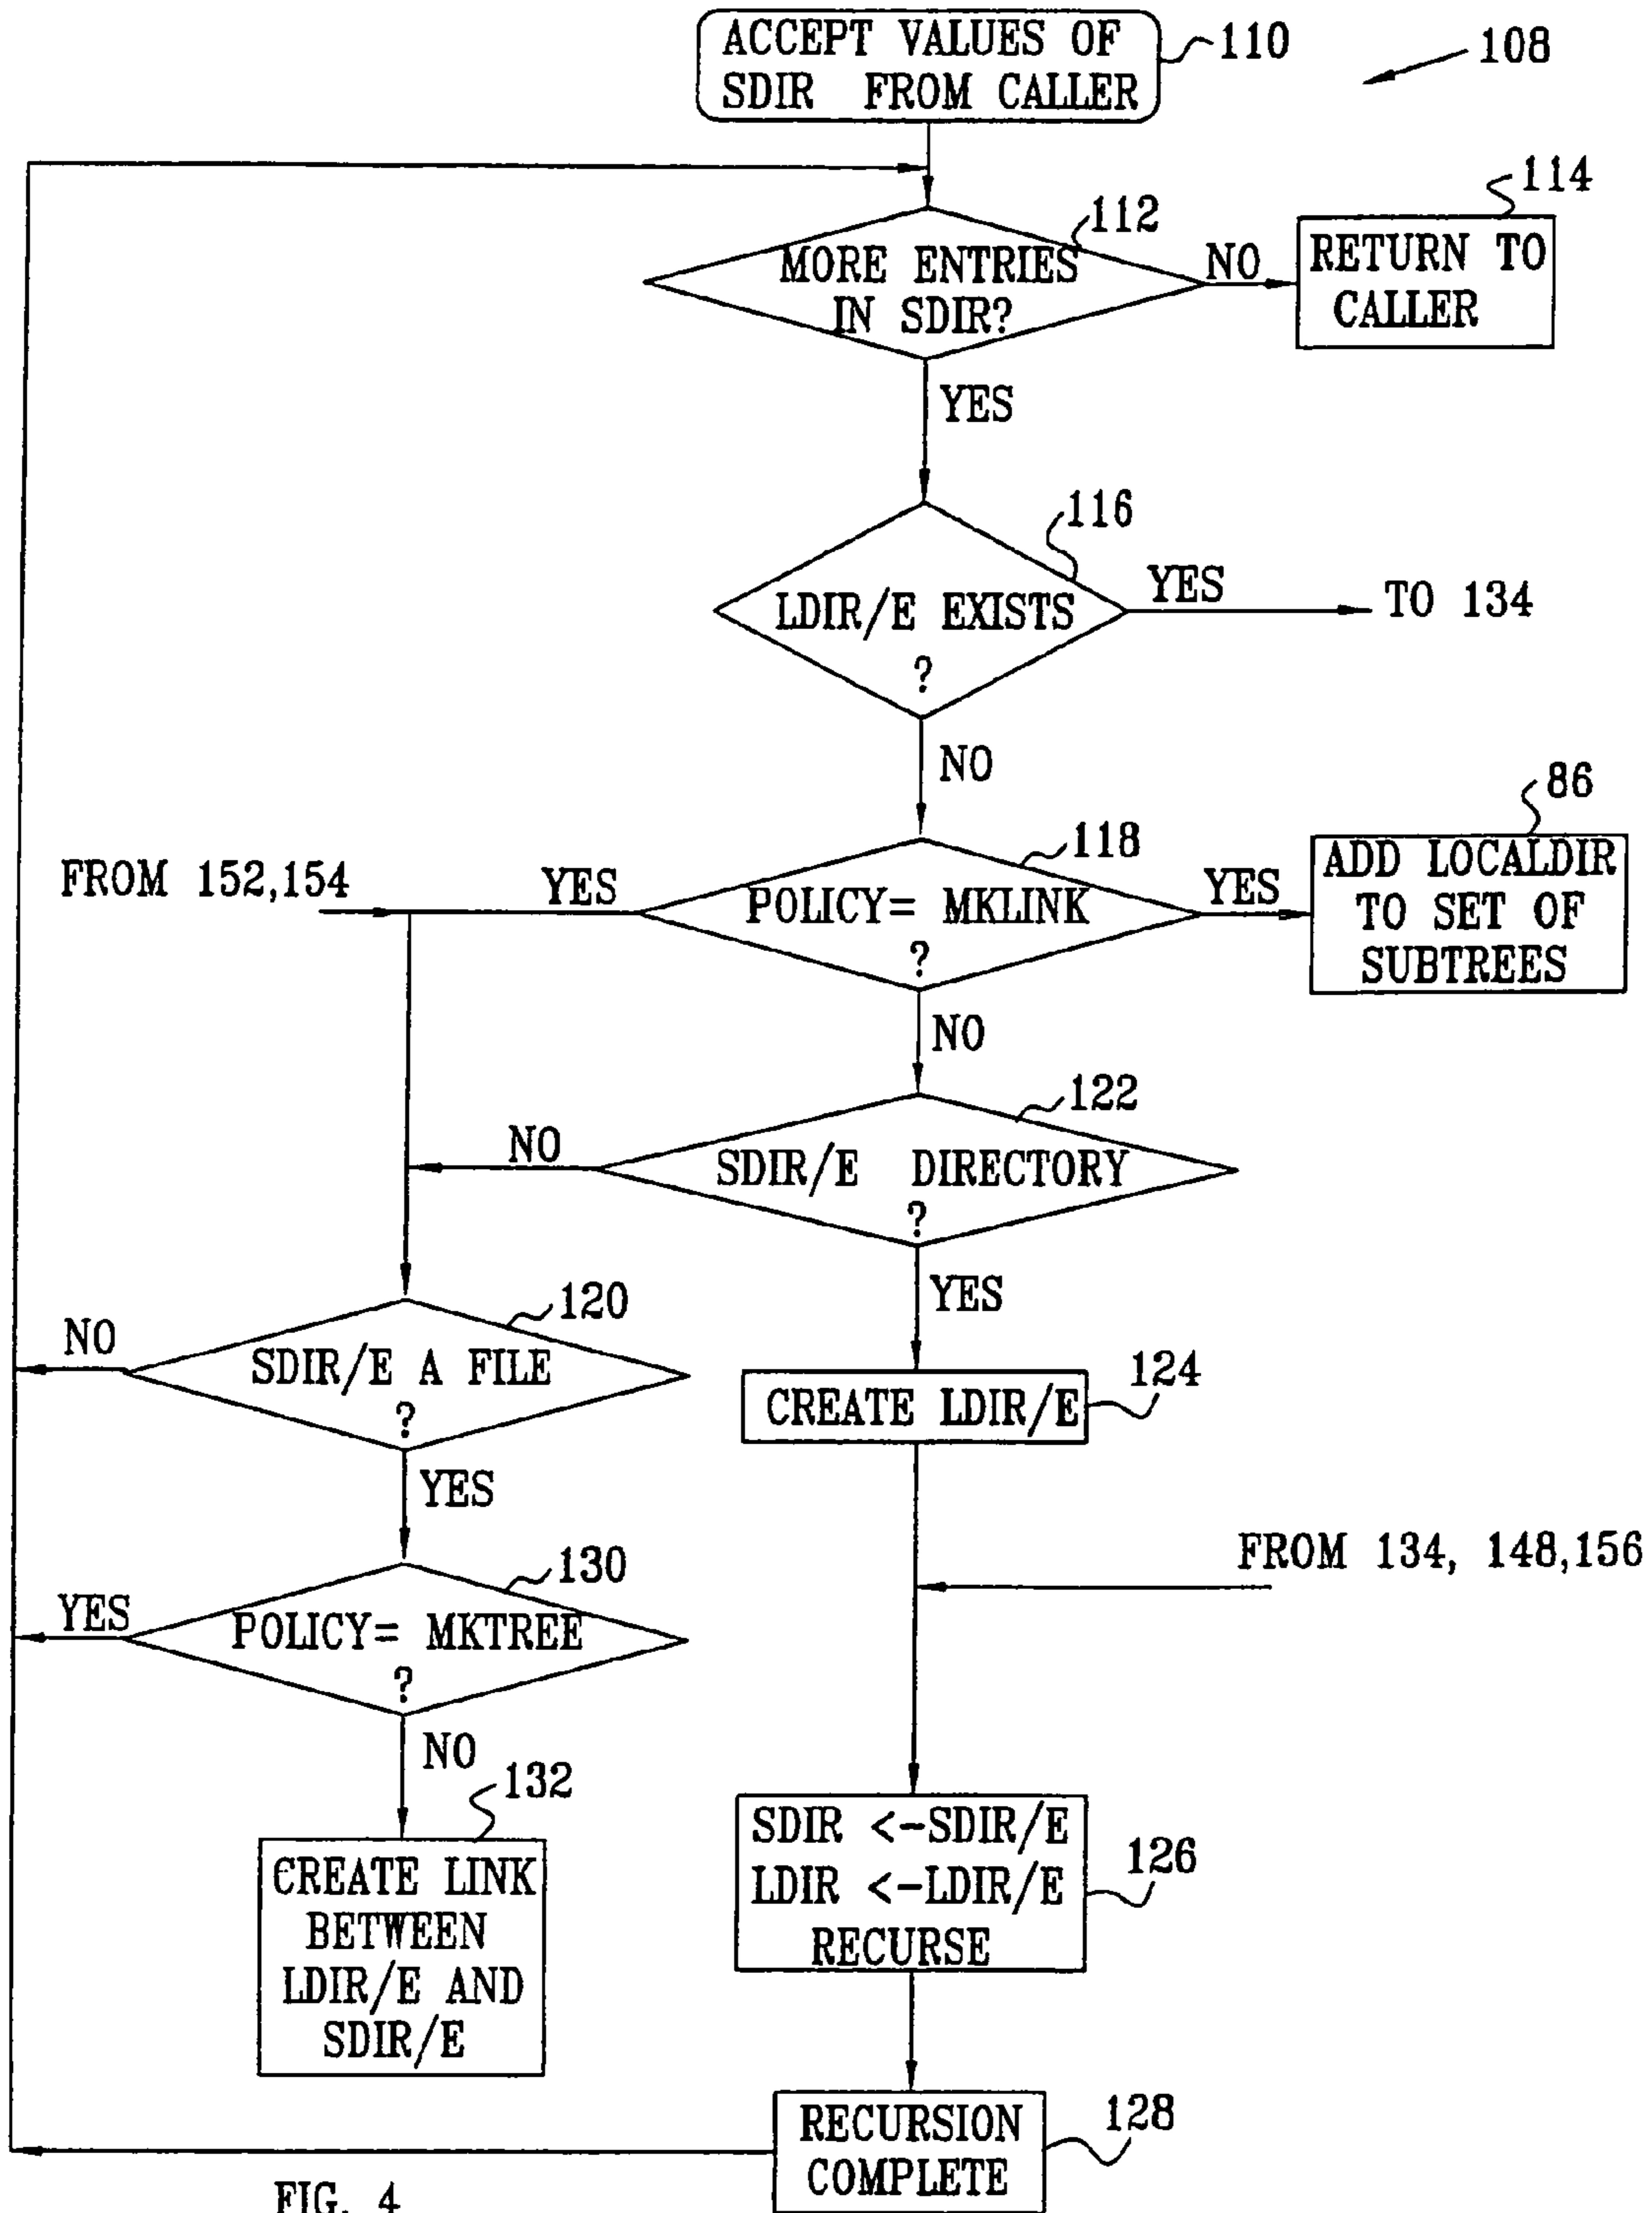 ACCEPT VALUES OF
SDIR FROM CALLER
110
108
112
MORE ENTRIES
IN SDIR?
NO
114
RETURN TO
CALLER
YES
116
LDIR/E EXISTS
?
YES
TO 134
NO
86
118
FROM 152,154
YES
POLICY= MKLINK
?
YES
ADD LOCALDIR
TO SET OF
SUBTREES
NO
122
NO
SDIR/E DIRECTORY
?
YES
120
NO
SDIR/E A FILE
?
124
CREATE LDIR/E
YES
FROM 134, 148,156
130
YES
POLICY= MKTREE
?
NO
132
CREATE LINK
BETWEEN
LDIR/E AND
SDIR/E
SDIR <-SDIR/E
LDIR <-LDIR/E
RECURSE
126
RECURSION
COMPLETE
128
FIG. 4